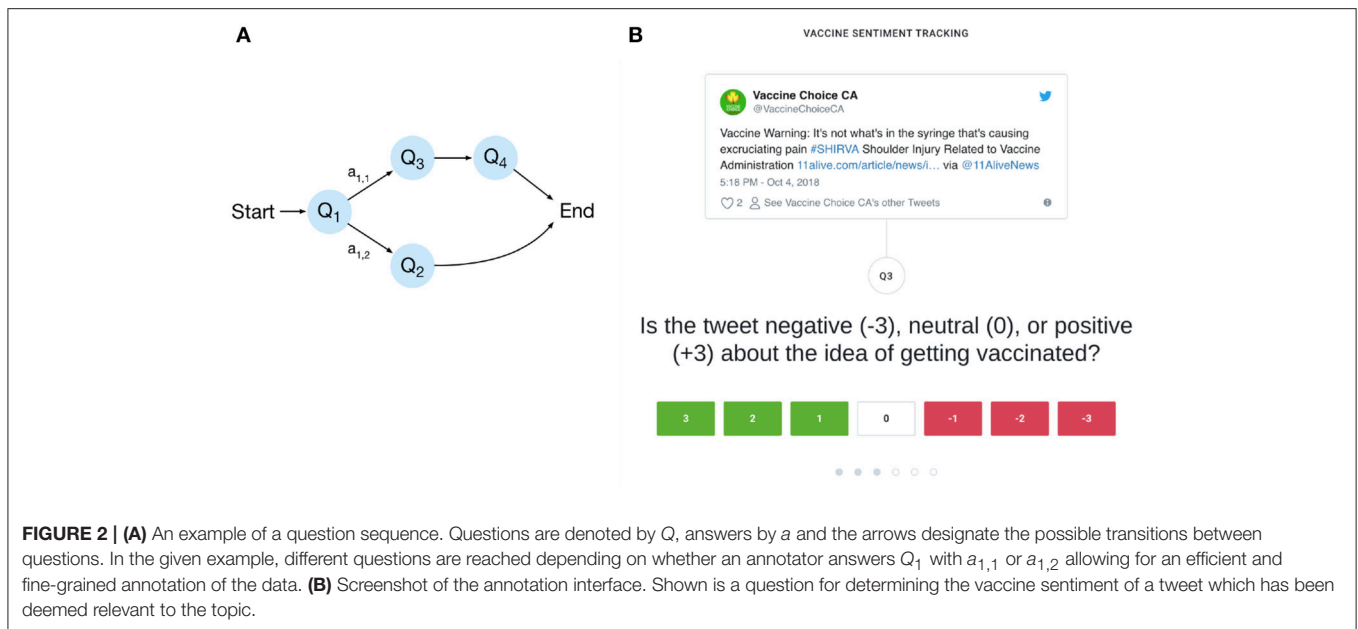 A
B
VACCINE SENTIMENT TRACKING
Start
Q1
a1,1
a1,2
Q3
Q4
Q2
End
Vaccine Choice CA
@VaccineChoiceCA
Vaccine Warning: It's not what's in the syringe that's causing
excruciating pain #SHIRVA Shoulder Injury Related to Vaccine
Administration 11alive.com/article/news/i... via @11AliveNews
5:18 PM - Oct 4, 2018
2 See Vaccine Choice CA's other Tweets
Q3
Is the tweet negative (-3), neutral (0), or positive
(+3) about the idea of getting vaccinated?
3 2 1 0 -1 -2 -3
FIGURE 2 | (A) An example of a question sequence. Questions are denoted by Q, answers by a and the arrows designate the possible transitions between
questions. In the given example, different questions are reached depending on whether an annotator answers Q1 with a1,1 or a1,2 allowing for an efficient and
fine-grained annotation of the data. (B) Screenshot of the annotation interface. Shown is a question for determining the vaccine sentiment of a tweet which has been
deemed relevant to the topic.